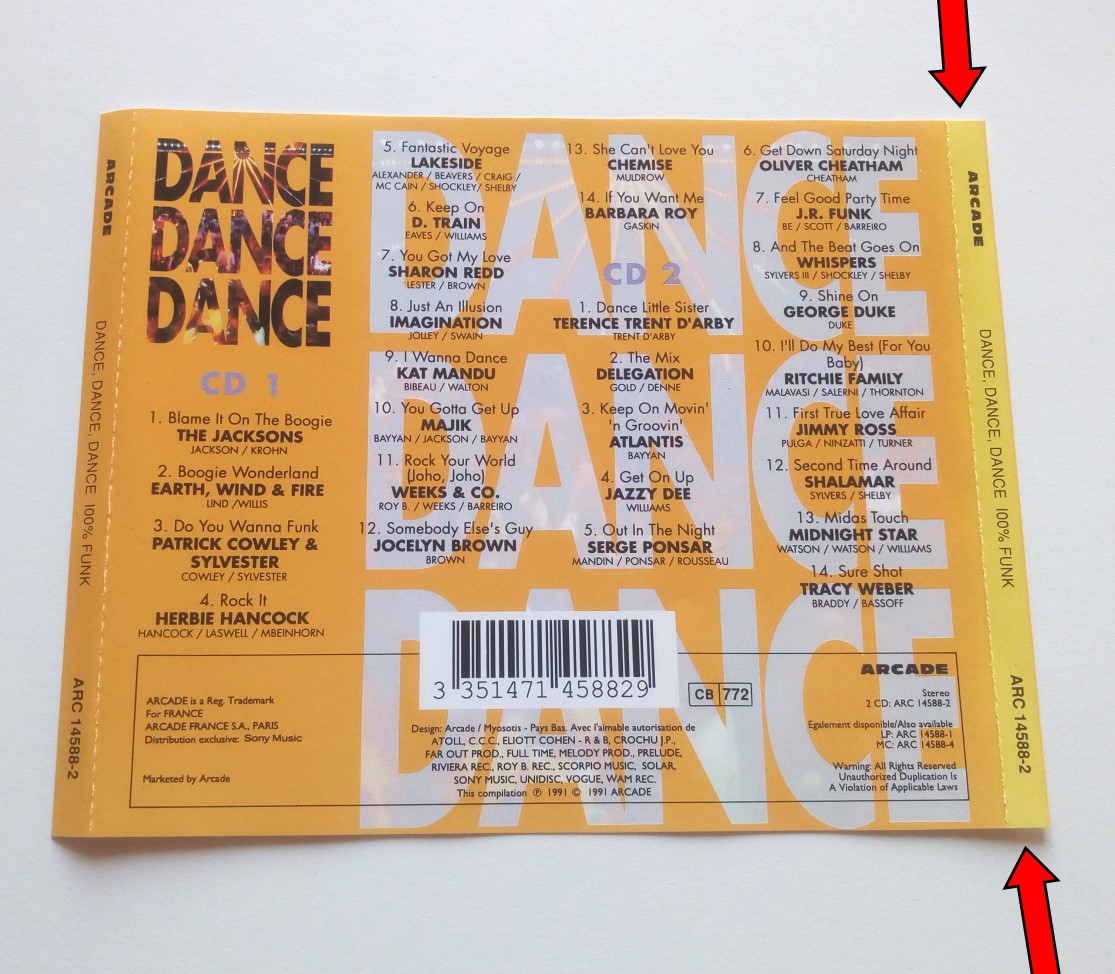 ARCADE
DANCE, DANCE, DANCE 100% FUNK
ARC 14588-2
DANCE
DANCE
DANCE
CD 1
1. Blame It On The Boogie
THE JACKSONS
JACKSON / KROHN
2. Boogie Wonderland
EARTH, WIND & FIRE
LIND /WILLIS
3. Do You Wanna Funk
PATRICK COWLEY &
SYLVESTER
COWLEY / SYLVESTER
4. Rock It
HERBIE HANCOCK
HANCOCK / LASWELL / MBEINHORN
5. Fantastic Voyage
LAKESIDE
ALEXANDER / BEAVERS / CRAIG /
MC CAIN / SHOCKLEY/ SHELBY
6. Keep On
D. TRAIN
EAVES / WILLIAMS
7. You Got My Love
SHARON REDD
LESTER / BROWN
8. Just An Illusion
IMAGINATION
JOLLEY / SWAIN
9. I Wanna Dance
KAT MANDU
BIBEAU / WALTON
10. You Gotta Get Up
MAJIK
BAYYAN / JACKSON / BAYYAN
11. Rock Your World
(Joho, Joho)
WEEKS & CO.
ROY B. / WEEKS / BARREIRO
12. Somebody Else's Guy
JOCELYN BROWN
BROWN
13. She Can't Love You
CHEMISE
MULDROW
14. If You Want Me
BARBARA ROY
GASKIN
CD 2
1. Dance Little Sister
TERENCE TRENT D'ARBY
TRENT D'ARBY
2. The Mix
DELEGATION
GOLD / DENNE
3. Keep On Movin'
'n Groovin'
ATLANTIS
BAYYAN
4. Get On Up
JAZZY DEE
WILLIAMS
5. Out In The Night
SERGE PONSAR
MANDIN / PONSAR / ROUSSEAU
6. Get Down Saturday Night
OLIVER CHEATHAM
CHEATHAM
7. Feel Good Party Time
J.R. FUNK
BE / SCOTT / BARREIRO
8. And The Beat Goes On
WHISPERS
SYLVERS III / SHOCKLEY / SHELBY
9. Shine On
GEORGE DUKE
DUKE
10. I'll Do My Best (For You
Baby)
RITCHIE FAMILY
MALAVASI / SALERNI / THORNTON
11. First True Love Affair
JIMMY ROSS
PULGA / NINZATTI / TURNER
12. Second Time Around
SHALAMAR
SYLVERS / SHELBY
13. Midas Touch
MIDNIGHT STAR
WATSON / WATSON / WILLIAMS
14. Sure Shot
TRACY WEBER
BRADDY / BASSOFF
DANCE
DANCE
DANCE
3 351471 458829
CB 772
ARCADE is a Reg. Trademark
For FRANCE
ARCADE FRANCE S.A., PARIS
Distribution exclusive: Sony Music
Marketed by Arcade
Design: Arcade / Myosotis - Pays Bas. Avec l'aimable autorisation de
ATOLL, C.C.C., ELIOTT COHEN - R & B, CROCHU J.P.,
FAR OUT PROD., FULL TIME, MELODY PROD., PRELUDE,
RIVIERA REC., ROY B. REC., SCORPIO MUSIC, SOLAR,
SONY MUSIC, UNIDISC, VOGUE, WAM REC.
This compilation ℗ 1991 © 1991 ARCADE
ARCADE
Stereo
2 CD: ARC 14588-2
Egalement disponible/Also available
LP: ARC 14588-1
MC: ARC 14588-4
Warning: All Rights Reserved
Unauthorized Duplication Is
A Violation of Applicable Laws
ARCADE
DANCE, DANCE, DANCE 100% FUNK
ARC 14588-2